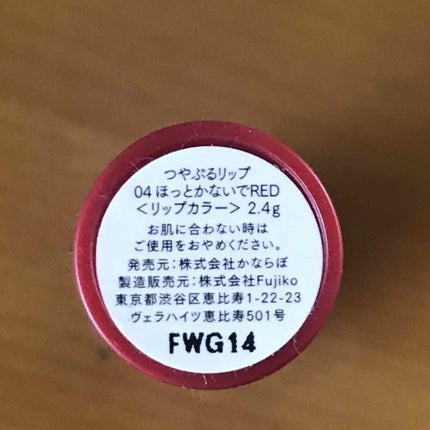 つやぷるリップ
04 ほっとかないでRED
＜リップカラー＞ 2.4g
お肌に合わない時は
ご使用をおやめください。
発売元：株式会社かならぼ
製造販売元：株式会社Fujiko
東京都渋谷区恵比寿1-22-23
ヴェラハイツ恵比寿501号
FWG14